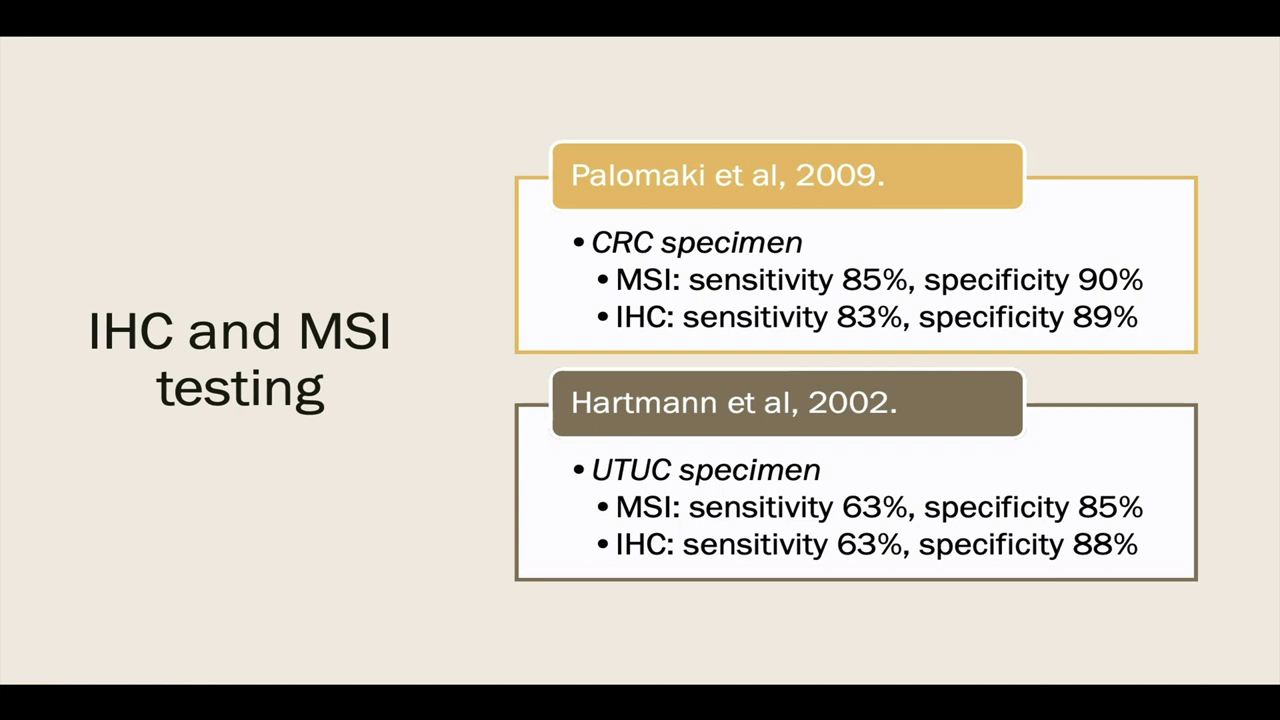 IHC and MSI
testing
Palomaki et al, 2009.
• CRC specimen
• MSI: sensitivity 85%, specificity 90%
• IHC: sensitivity 83%, specificity 89%
Hartmann et al, 2002.
• UTUC specimen
• MSI: sensitivity 63%, specificity 85%
• IHC: sensitivity 63%, specificity 88%